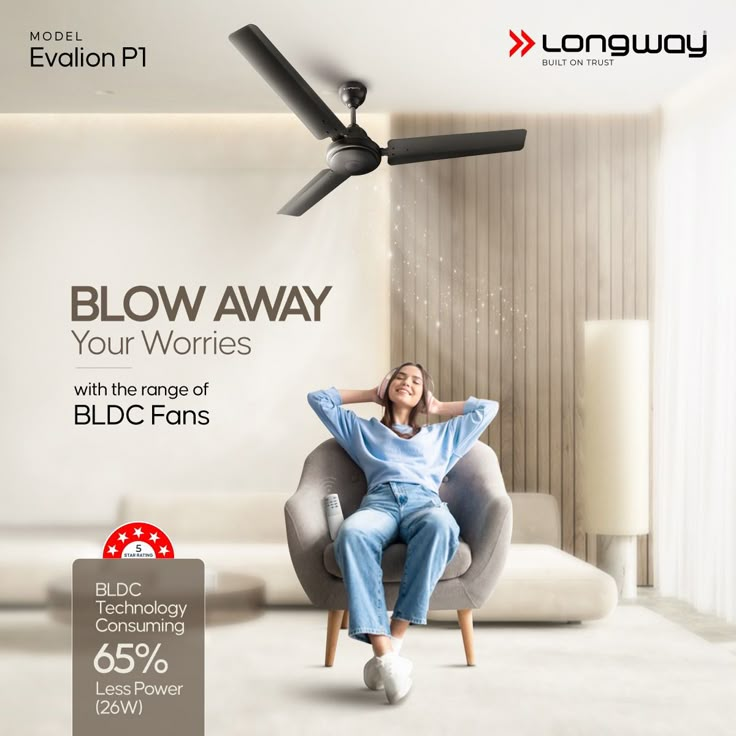 MODEL
Evalion P1
Longway
BUILT ON TRUST
BLOW AWAY
Your Worries
with the range of
BLDC Fans
5
STAR RATING
BLDC
Technology
Consuming
65%
Less Power
(26W)